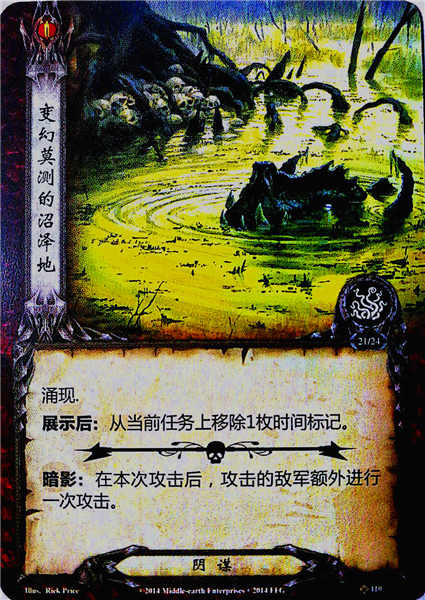 变幻莫测的沼泽地
21/24
涌现.
展示后：从当前任务上移除1枚时间标记。
暗影：在本次攻击后，攻击的敌军额外进行
一次攻击。
阴谋
Illus. Rick Price
©2014 Middle-earth Enterprises ©2014 FFG